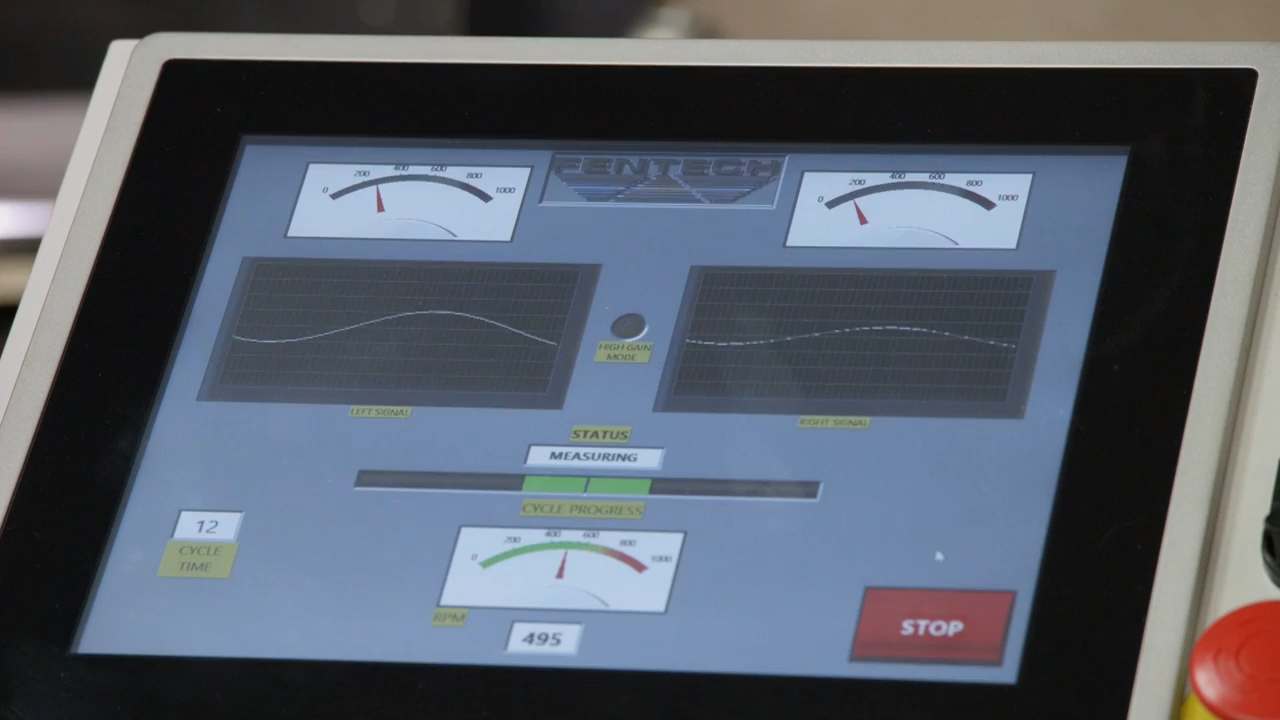 0 200 400 600 800 1000
FENTECH
0 200 400 600 800 1000
HIGH GAIN
MODE
LEFT SIGNAL
RIGHT SIGNAL
STATUS
MEASURING
CYCLE PROGRESS
12
CYCLE
TIME
0 200 400 600 800 1000
RPM
495
STOP